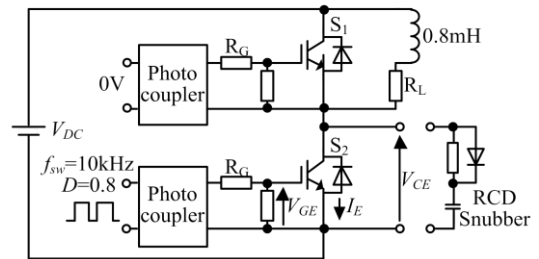 S1
0.8mH
RG
Photo
coupler
0V
RL
VDC
S2
fsw=10kHz
D=0.8
RG
Photo
coupler
VGE
IE
VCE
RCD
Snubber